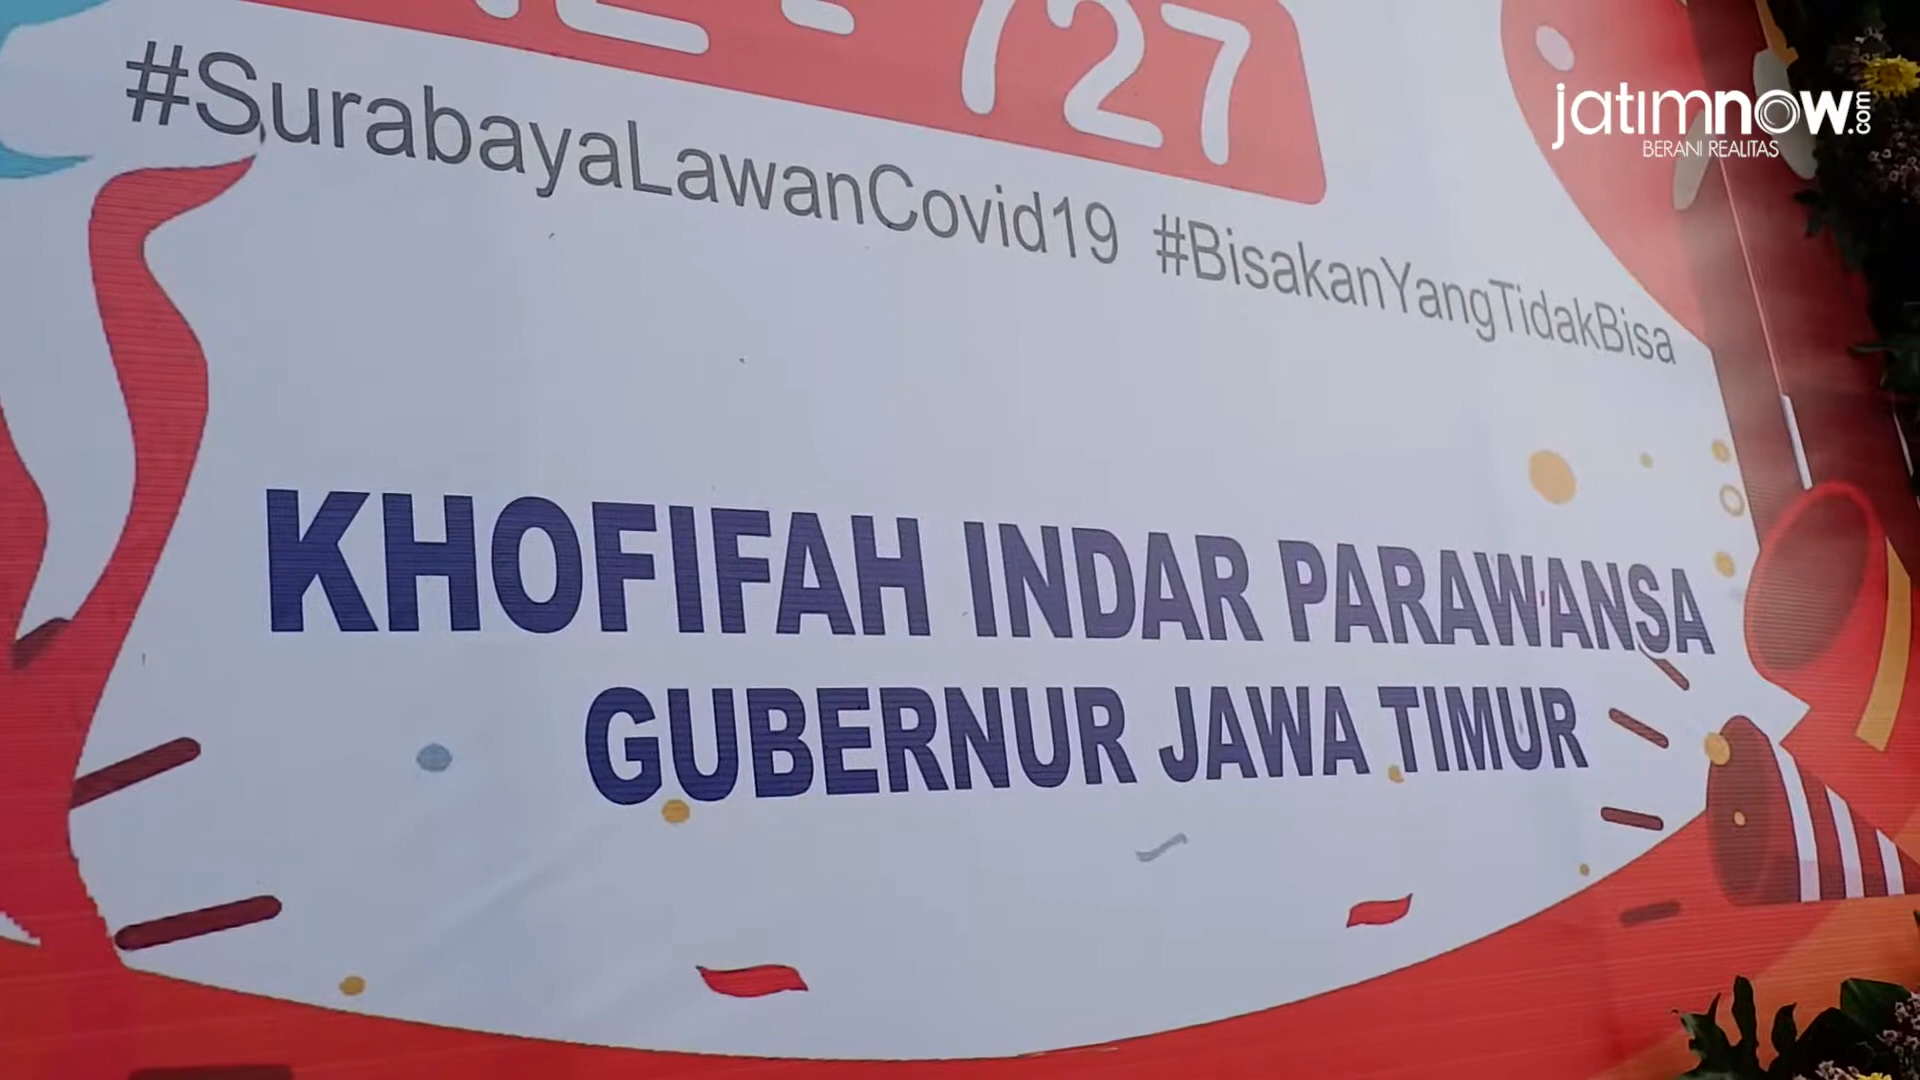 727
#SurabayaLawanCovid19 #BisakanYangTidakBisa
KHOFIFAH INDAR PARAWANSA
GUBERNUR JAWA TIMUR
jatimnow.com
BERANI REALITAS